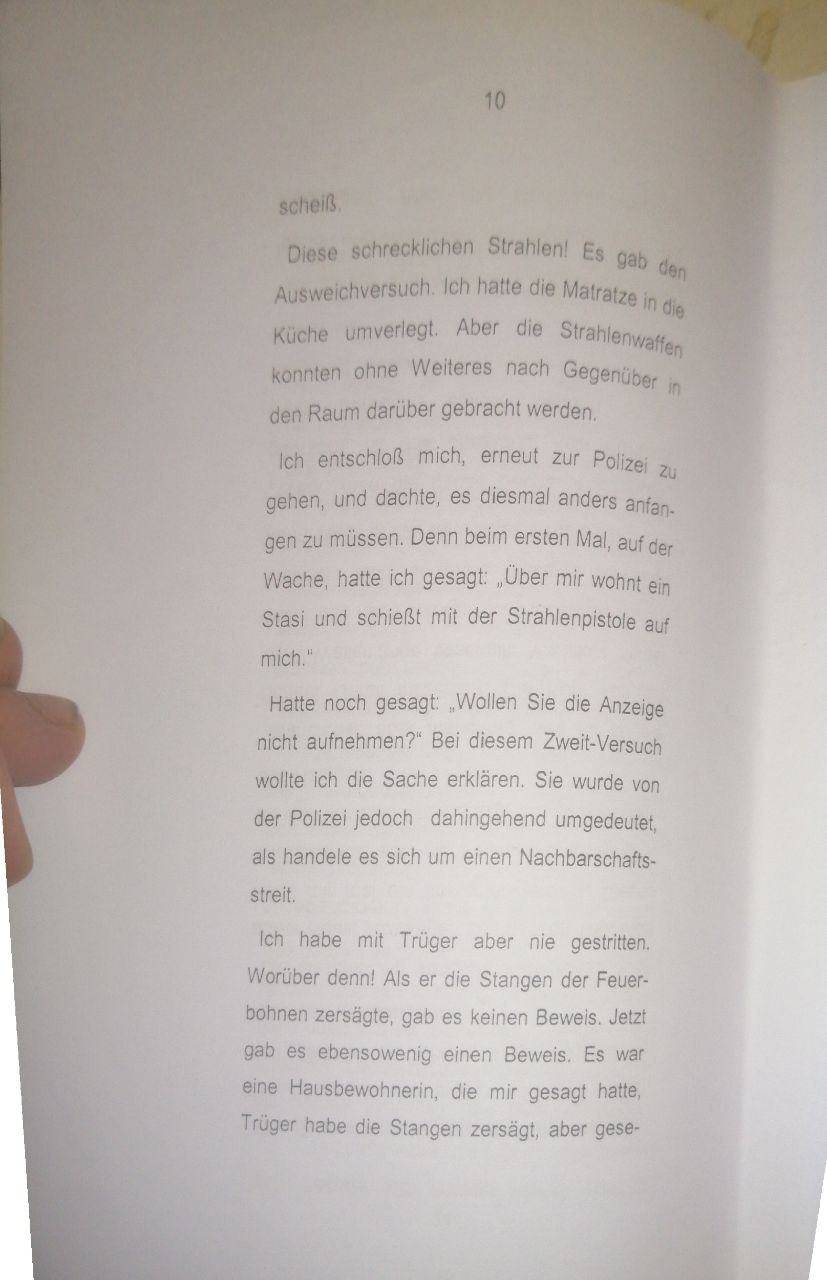 10
scheiß.
Diese schrecklichen Strahlen! Es gab den
Ausweichversuch. Ich hatte die Matratze in die
Küche umverlegt. Aber die Strahlenwaffen
konnten ohne Weiteres nach Gegenüber in
den Raum darüber gebracht werden.
Ich entschloß mich, erneut zur Polizei zu
gehen, und dachte, es diesmal anders anfan-
gen zu müssen. Denn beim ersten Mal, auf der
Wache, hatte ich gesagt: „Über mir wohnt ein
Stasi und schießt mit der Strahlenpistole auf
mich.“
Hatte noch gesagt: „Wollen Sie die Anzeige
nicht aufnehmen?“ Bei diesem Zweit-Versuch
wollte ich die Sache erklären. Sie wurde von
der Polizei jedoch dahingehend umgedeutet,
als handele es sich um einen Nachbarschafts-
streit.
Ich habe mit Trüger aber nie gestritten.
Worüber denn! Als er die Stangen der Feuer-
bohnen zersägte, gab es keinen Beweis. Jetzt
gab es ebensowenig einen Beweis. Es war
eine Hausbewohnerin, die mir gesagt hatte,
Trüger habe die Stangen zersägt, aber gese-